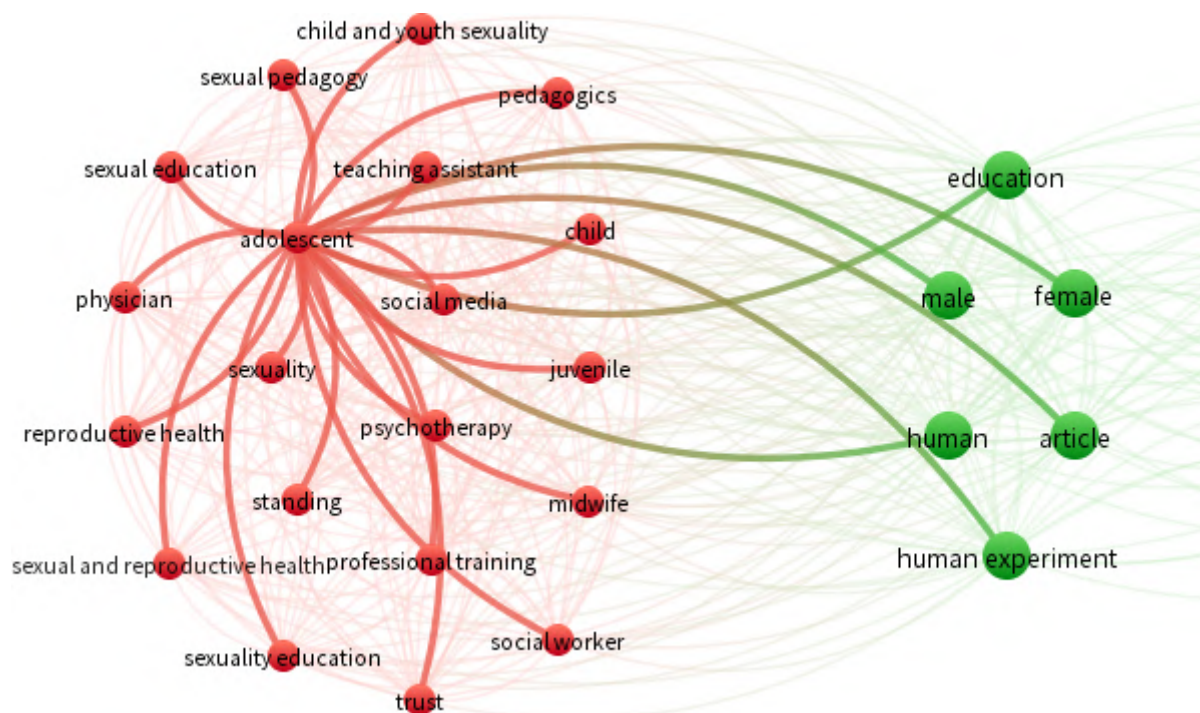 child and youth sexuality
sexual pedagogy
pedagogics
sexual education
teaching assistant
education
adolescent
child
physician
social media
male
female
sexuality
juvenile
reproductive health
psychotherapy
human
article
standing
midwife
sexual and reproductive health
professional training
human experiment
social worker
sexuality education
trust